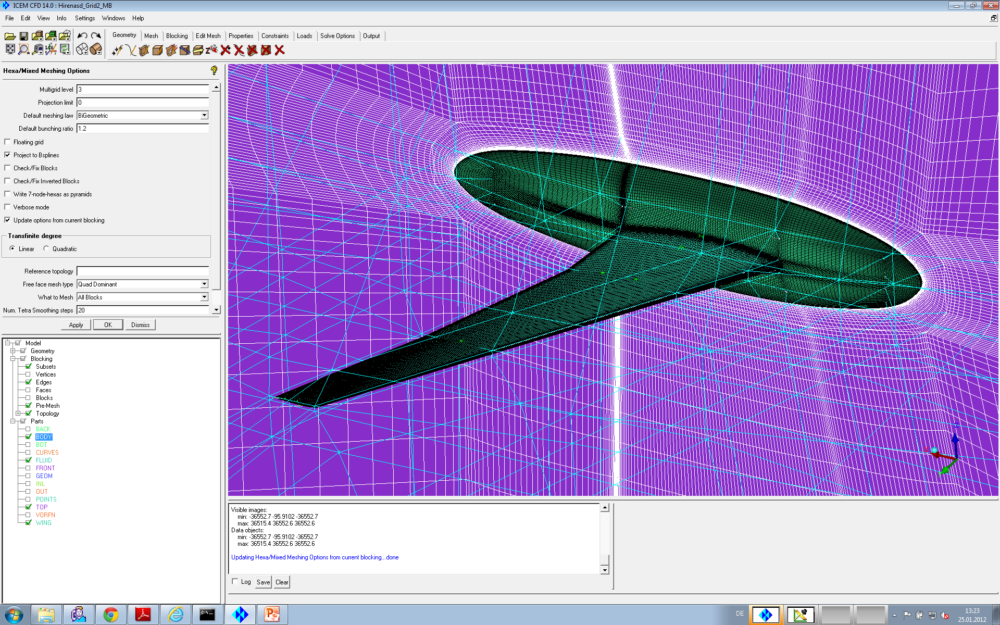 ICEM CFD 14.0 : Hirenasd_Grid2_MB
File Edit View Info Settings Windows Help
Geometry Mesh Blocking Edit Mesh Properties Constraints Loads Solve Options Output
Hexa/Mixed Meshing Options
Multigrid level 3
Projection limit 0
Default meshing law BiGeometric
Default bunching ratio 1.2
Floating grid
Project to Bsplines
Check/Fix Blocks
Check/Fix Inverted Blocks
Write 7-node-hexas as pyramids
Verbose mode
Update options from current blocking
Transfinite degree
Linear Quadratic
Reference topology
Free face mesh type Quad Dominant
What to Mesh All Blocks
Num. Tetra Smoothing steps 20
Apply OK Dismiss
Model
Geometry
Blocking
Subsets
Vertices
Edges
Faces
Blocks
Pre-Mesh
Topology
Parts
BACK
BODY
BOT
CURVES
FLUID
FRONT
GEOM
INL
OUT
POINTS
TOP
VORFN
WING
Visible images:
min: -36552.7 -95.9102 -36552.7
max: 36515.4 36552.6 36552.6
Data objects:
min: -36552.7 -95.9102 -36552.7
max: 36515.4 36552.6 36552.6
Updating Hexa/Mixed Meshing Options from current blocking...done
Log Save Clear
DE
13:23
25.01.2012